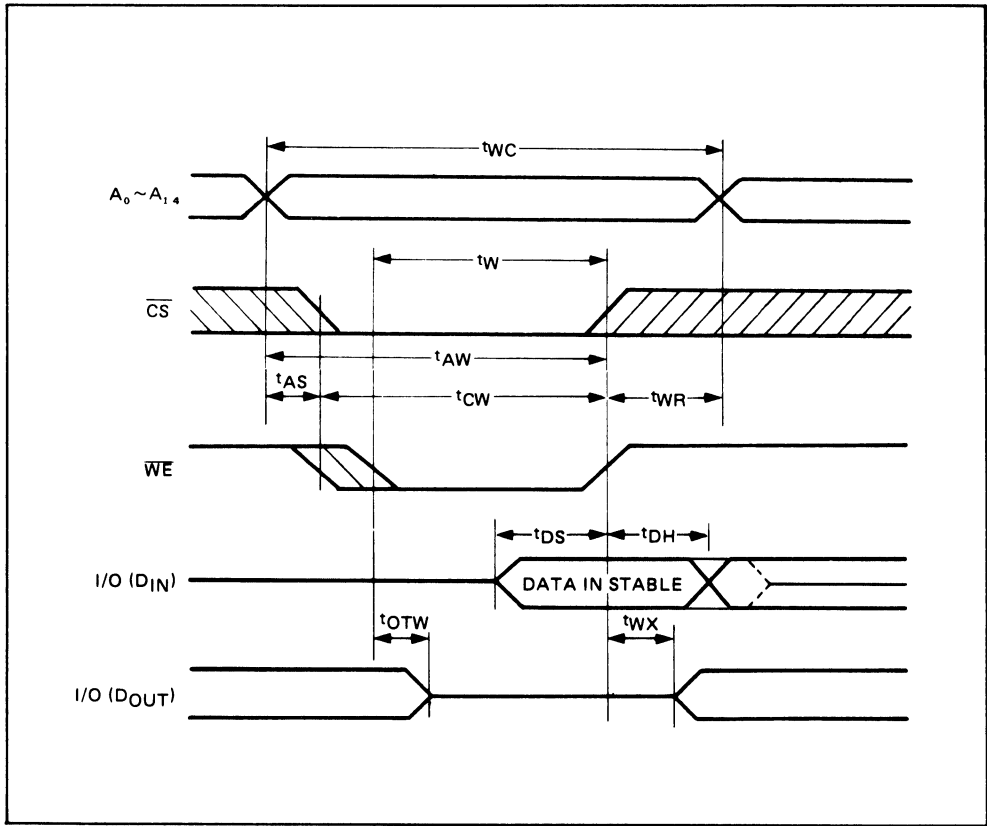 tWC
A0~A14
tW
CS
tAW
tAS
tCW
tWR
WE
tDS
tDH
I/O (DIN)
DATA IN STABLE
tOTW
tWX
I/O (DOUT)